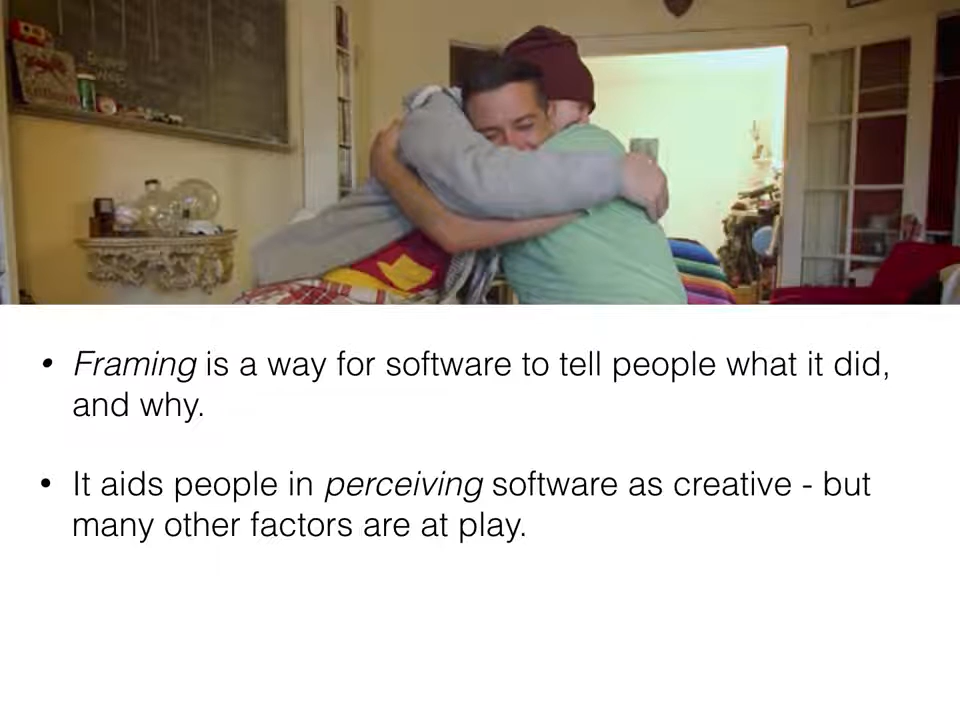 • Framing is a way for software to tell people what it did,
and why.
• It aids people in perceiving software as creative - but
many other factors are at play.